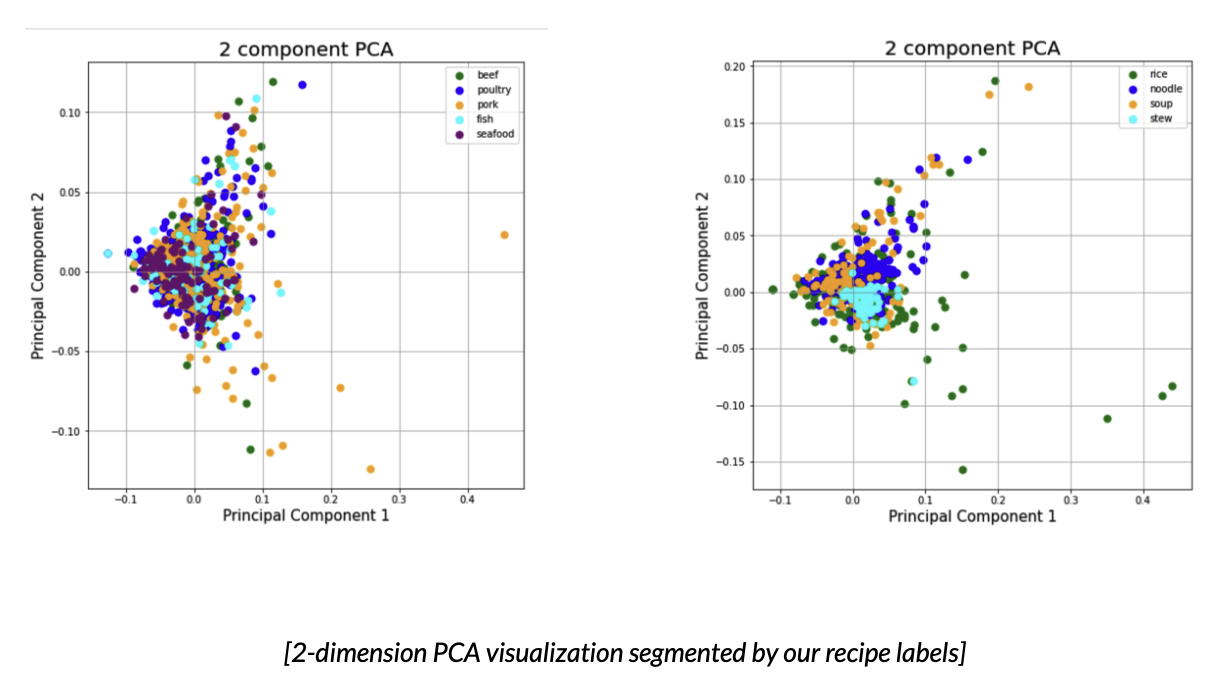 2 component PCA
beef
poultry
pork
fish
seafood
0.10
0.05
0.00
−0.05
−0.10
Principal Component 2
−0.1
0.0
0.1
0.2
0.3
0.4
Principal Component 1
2 component PCA
rice
noodle
soup
stew
0.20
0.15
0.10
0.05
0.00
−0.05
−0.10
−0.15
Principal Component 2
−0.1
0.0
0.1
0.2
0.3
0.4
Principal Component 1
[2-dimension PCA visualization segmented by our recipe labels]